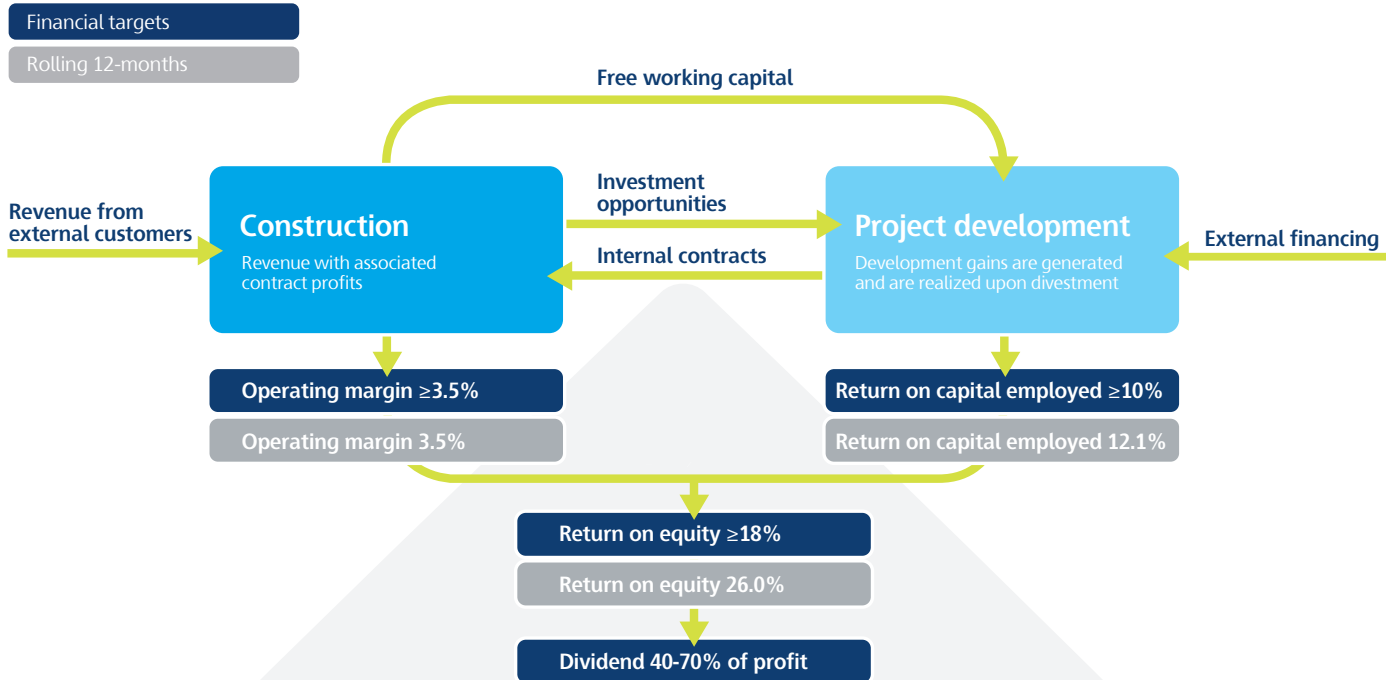 Financial targets
Rolling 12-months
Free working capital
Revenue from
external customers
Construction
Revenue with associated
contract profits
Investment
opportunities
Internal contracts
Project development
Development gains are generated
and are realized upon divestment
External financing
Operating margin ≥3.5%
Operating margin 3.5%
Return on capital employed ≥10%
Return on capital employed 12.1%
Return on equity ≥18%
Return on equity 26.0%
Dividend 40-70% of profit